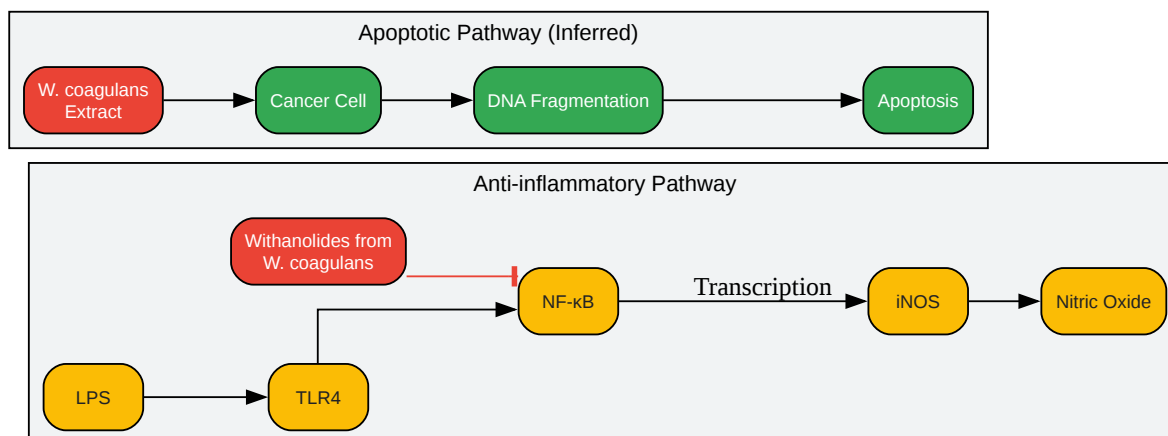 Apoptotic Pathway (Inferred)
W. coagulans
Extract
Cancer Cell
DNA Fragmentation
Apoptosis
Anti-inflammatory Pathway
Withanolides from
W. coagulans
NF-κB
Transcription
iNOS
Nitric Oxide
LPS
TLR4